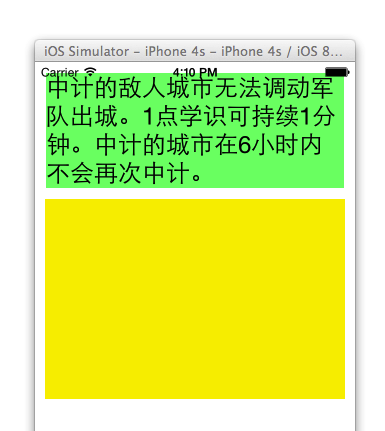 iOS Simulator - iPhone 4s - iPhone 4s / iOS 8...
Carrier 4:10 PM
中计的敌人城市无法调动军
队出城。1点学识可持续1分
钟。中计的城市在6小时内
不会再次中计。